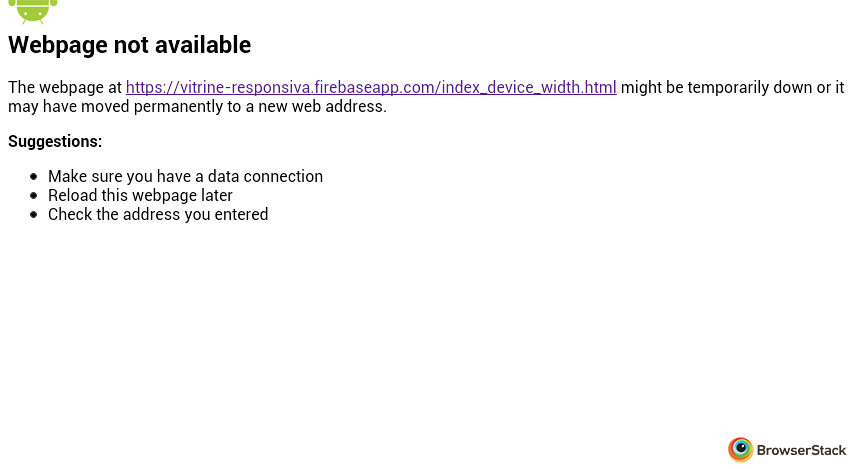 Webpage not available
The webpage at https://vitrine-responsiva.firebaseapp.com/index_device_width.html might be temporarily down or it
may have moved permanently to a new web address.
Suggestions:
Make sure you have a data connection
Reload this webpage later
Check the address you entered
BrowserStack